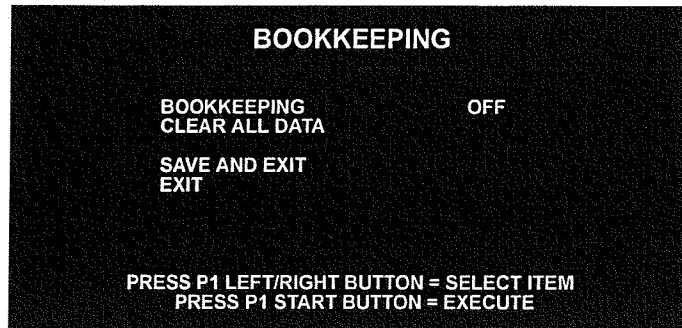 BOOKKEEPING
BOOKKEEPING OFF
CLEAR ALL DATA
SAVE AND EXIT
EXIT
PRESS P1 LEFT/RIGHT BUTTON = SELECT ITEM
PRESS P1 START BUTTON = EXECUTE